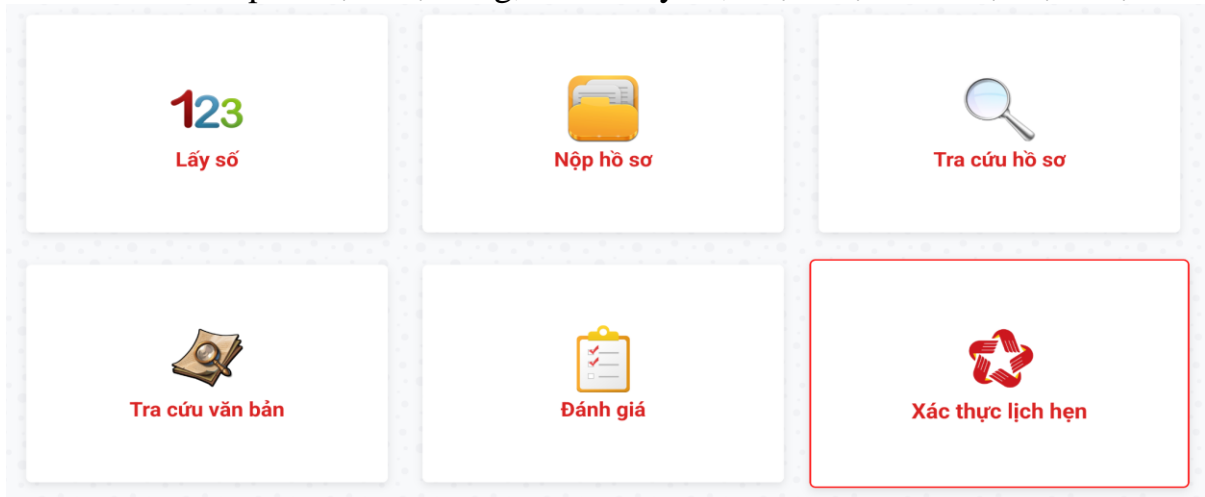 123
Lấy số
Nộp hồ sơ
Tra cứu hồ sơ
Tra cứu văn bản
Đánh giá
Xác thực lịch hẹn